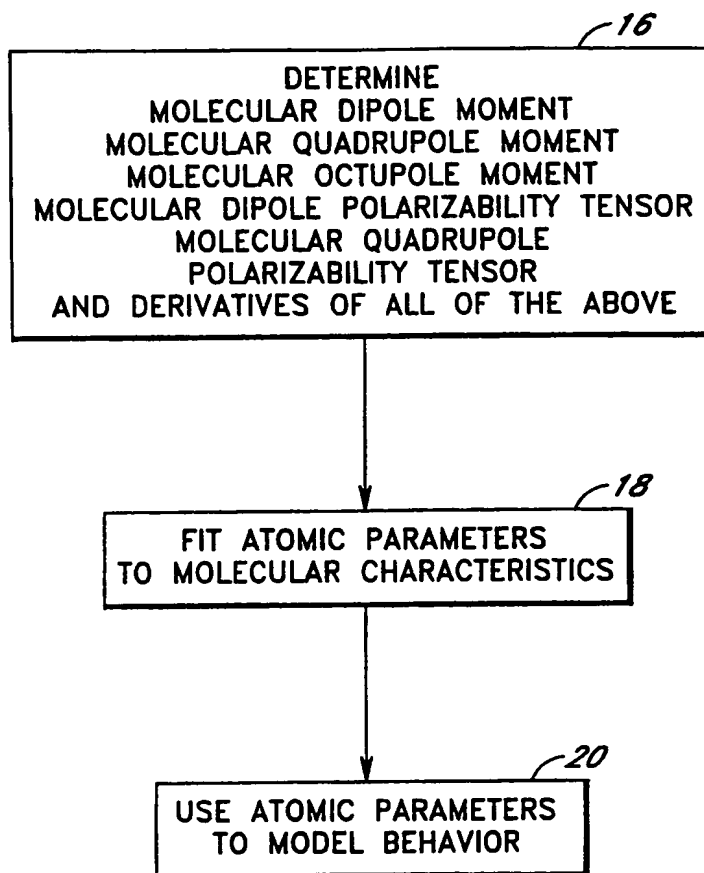 16
DETERMINE
MOLECULAR DIPOLE MOMENT
MOLECULAR QUADRUPOLE MOMENT
MOLECULAR OCTUPOLE MOMENT
MOLECULAR DIPOLE POLARIZABILITY TENSOR
MOLECULAR QUADRUPOLE
POLARIZABILITY TENSOR
AND DERIVATIVES OF ALL OF THE ABOVE
18
FIT ATOMIC PARAMETERS
TO MOLECULAR CHARACTERISTICS
20
USE ATOMIC PARAMETERS
TO MODEL BEHAVIOR